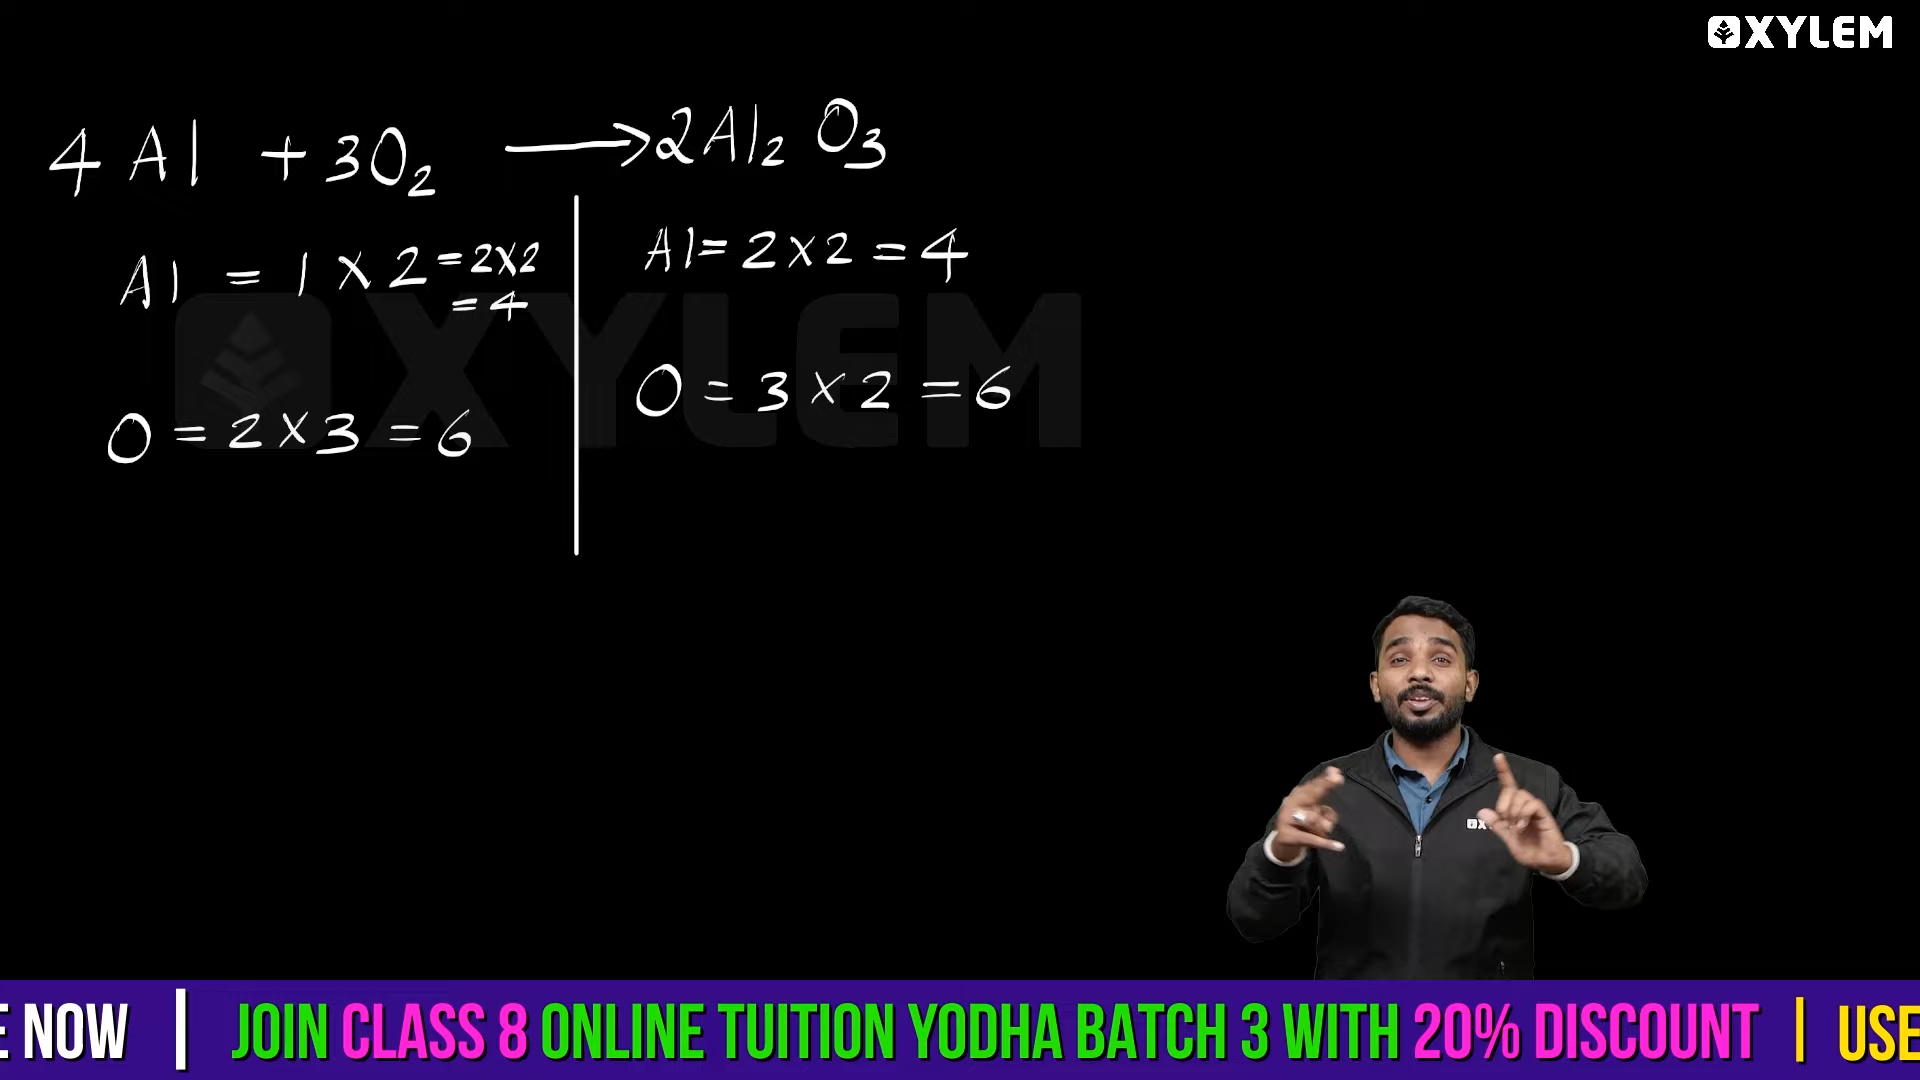 XYLEM
4 Al + 3O₂ ⟶ 2Al₂ O₃
Al = 1 × 2 = 2×2
= 4
O = 2 × 3 = 6
Al = 2 × 2 = 4
O = 3 × 2 = 6
XYLEM
E NOW | JOIN CLASS 8 ONLINE TUITION YODHA BATCH 3 WITH 20% DISCOUNT | USE